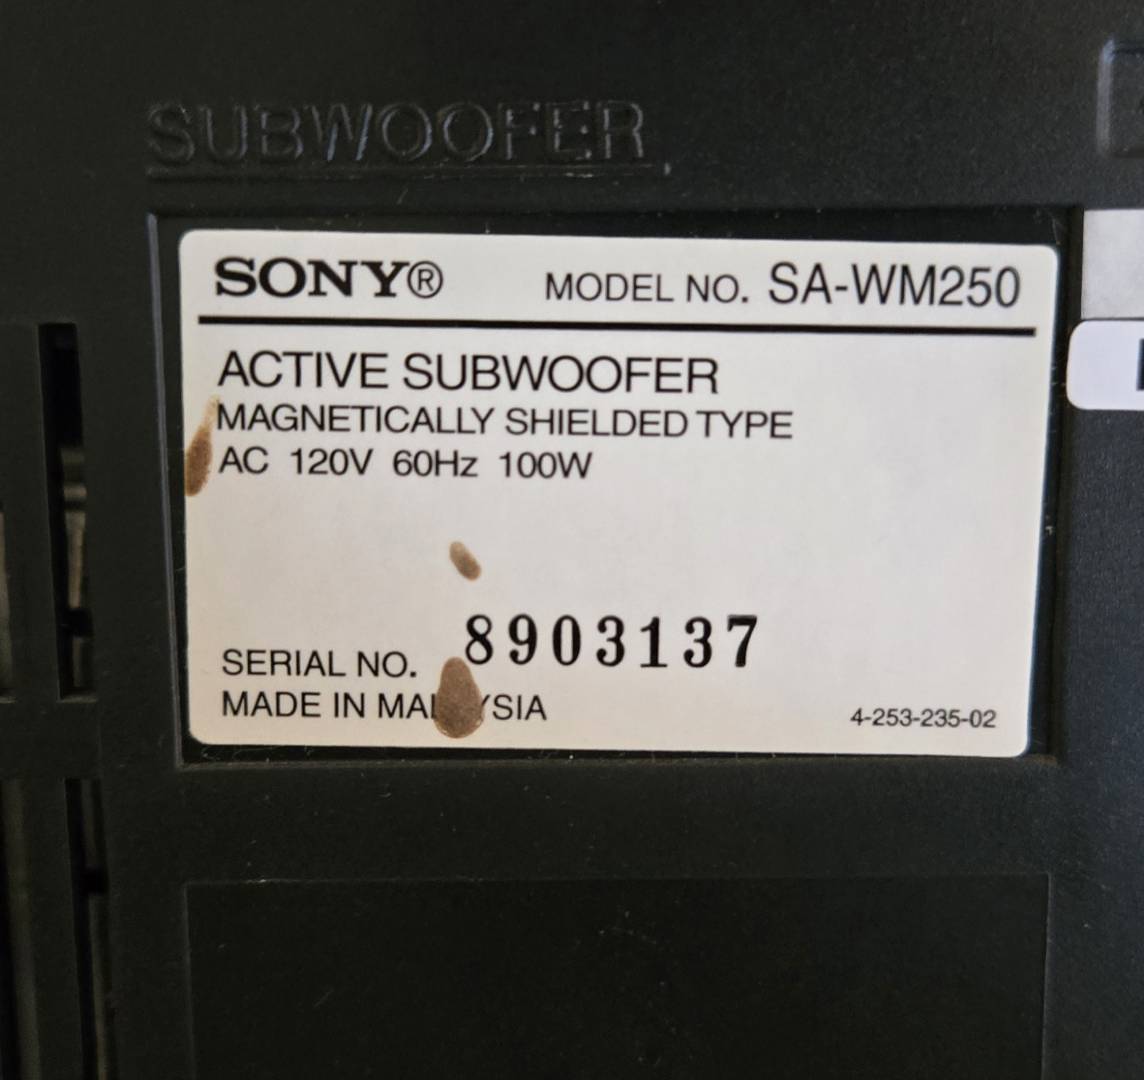 SUBWOOFER
SONY® MODEL NO. SA-WM250
ACTIVE SUBWOOFER
MAGNETICALLY SHIELDED TYPE
AC 120V 60Hz 100W
8903137
SERIAL NO.
MADE IN MALAYSIA
4-253-235-02